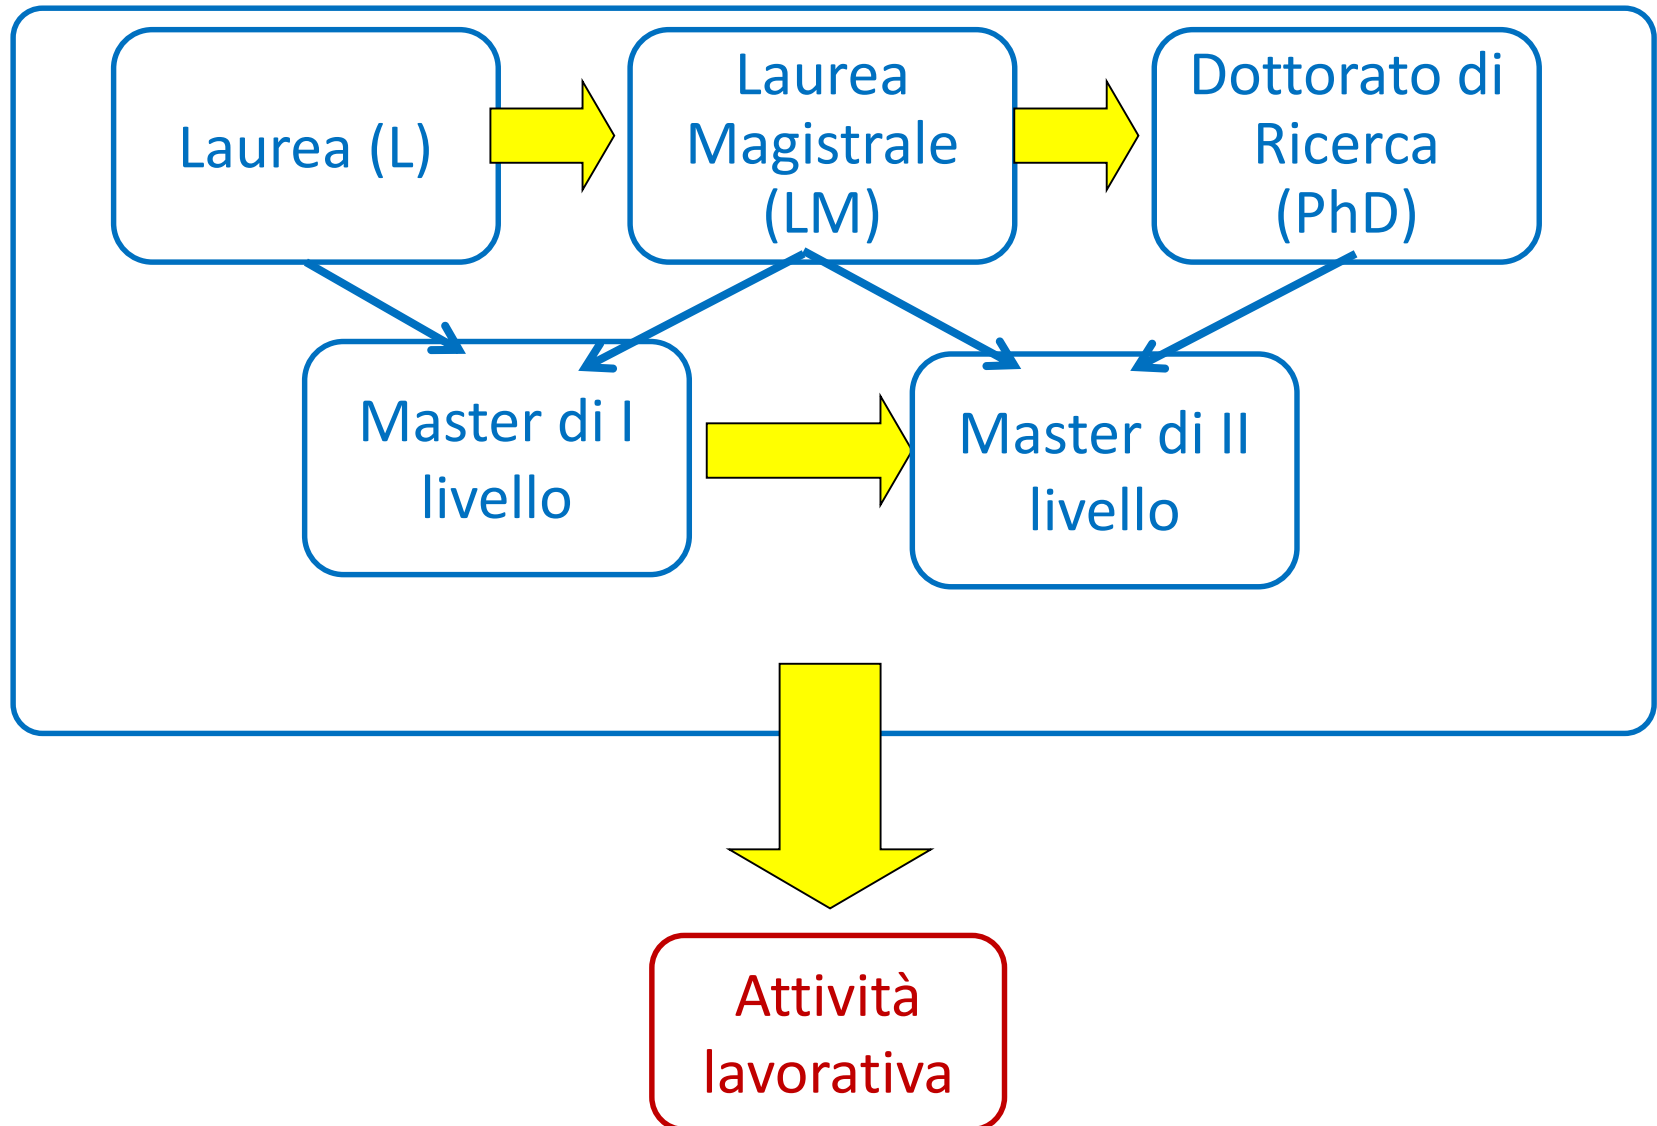 Laurea (L)
Laurea
Magistrale
(LM)
Dottorato di
Ricerca
(PhD)
Master di I
livello
Master di II
livello
Attività
lavorativa